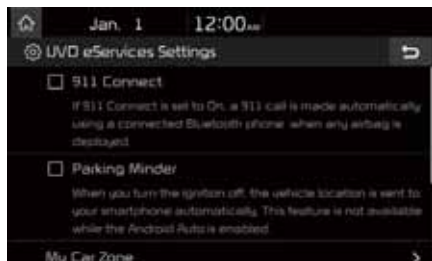 Jan. 1 12:00AM
UVO eServices Settings
911 Connect
If 911 Connect is set to On, a 911 call is made automatically
using a connected Bluetooth phone when any airbag is
deployed.
Parking Minder
When you turn the ignition off, the vehicle location is sent to
your smartphone automatically. This feature is not available
while the Android Auto is enabled.
My Car Zone